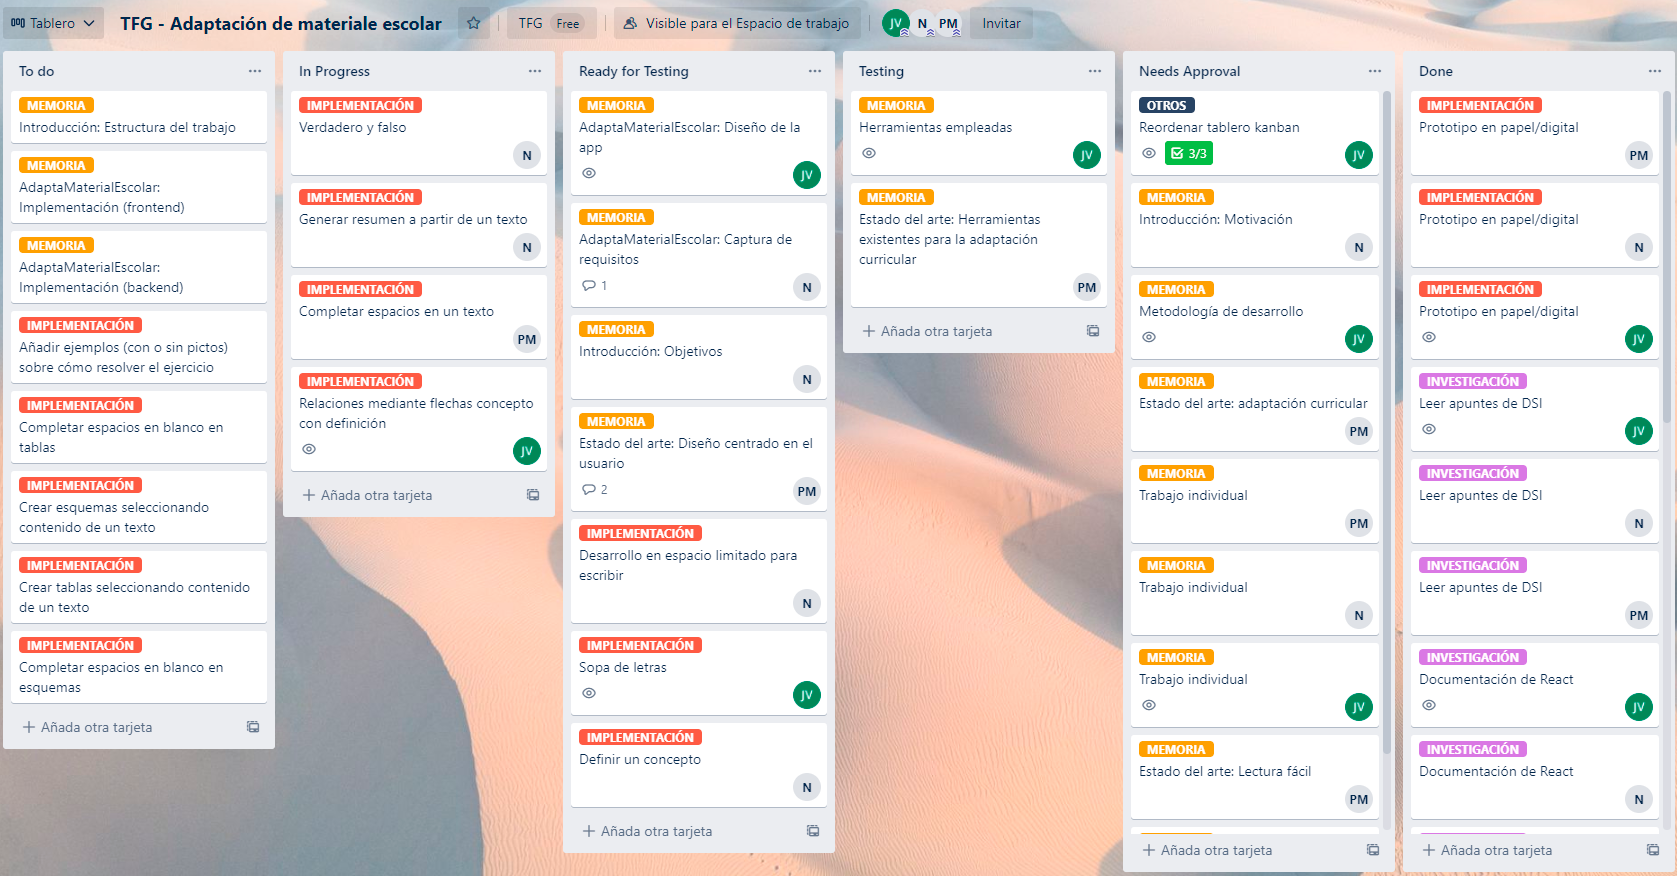 Tablero
TFG - Adaptación de materiale escolar
TFG Free
Visible para el Espacio de trabajo
JV N PM
Invitar
To do
MEMORIA
Introducción: Estructura del trabajo
MEMORIA
AdaptaMaterialEscolar:
Implementación (frontend)
MEMORIA
AdaptaMaterialEscolar:
Implementación (backend)
IMPLEMENTACIÓN
Añadir ejemplos (con o sin pictos)
sobre cómo resolver el ejercicio
IMPLEMENTACIÓN
Completar espacios en blanco en
tablas
IMPLEMENTACIÓN
Crear esquemas seleccionando
contenido de un texto
IMPLEMENTACIÓN
Crear tablas seleccionando contenido
de un texto
IMPLEMENTACIÓN
Completar espacios en blanco en
esquemas
+ Añada otra tarjeta
In Progress
IMPLEMENTACIÓN
Verdadero y falso
N
IMPLEMENTACIÓN
Generar resumen a partir de un texto
N
IMPLEMENTACIÓN
Completar espacios en un texto
PM
IMPLEMENTACIÓN
Relaciones mediante flechas concepto
con definición
JV
+ Añada otra tarjeta
Ready for Testing
MEMORIA
AdaptaMaterialEscolar: Diseño de la
app
JV
MEMORIA
AdaptaMaterialEscolar: Captura de
requisitos
1
N
MEMORIA
Introducción: Objetivos
N
MEMORIA
Estado del arte: Diseño centrado en el
usuario
2
PM
IMPLEMENTACIÓN
Desarrollo en espacio limitado para
escribir
N
IMPLEMENTACIÓN
Sopa de letras
JV
IMPLEMENTACIÓN
Definir un concepto
N
+ Añada otra tarjeta
Testing
MEMORIA
Herramientas empleadas
JV
MEMORIA
Estado del arte: Herramientas
existentes para la adaptación
curricular
PM
+ Añada otra tarjeta
Needs Approval
OTROS
Reordenar tablero kanban
3/3
JV
MEMORIA
Introducción: Motivación
N
MEMORIA
Metodología de desarrollo
JV
MEMORIA
Estado del arte: adaptación curricular
PM
MEMORIA
Trabajo individual
PM
MEMORIA
Trabajo individual
N
MEMORIA
Trabajo individual
JV
MEMORIA
Estado del arte: Lectura fácil
PM
+ Añada otra tarjeta
Done
IMPLEMENTACIÓN
Prototipo en papel/digital
PM
IMPLEMENTACIÓN
Prototipo en papel/digital
N
IMPLEMENTACIÓN
Prototipo en papel/digital
JV
INVESTIGACIÓN
Leer apuntes de DSI
JV
INVESTIGACIÓN
Leer apuntes de DSI
N
INVESTIGACIÓN
Leer apuntes de DSI
PM
INVESTIGACIÓN
Documentación de React
JV
INVESTIGACIÓN
Documentación de React
N
+ Añada otra tarjeta